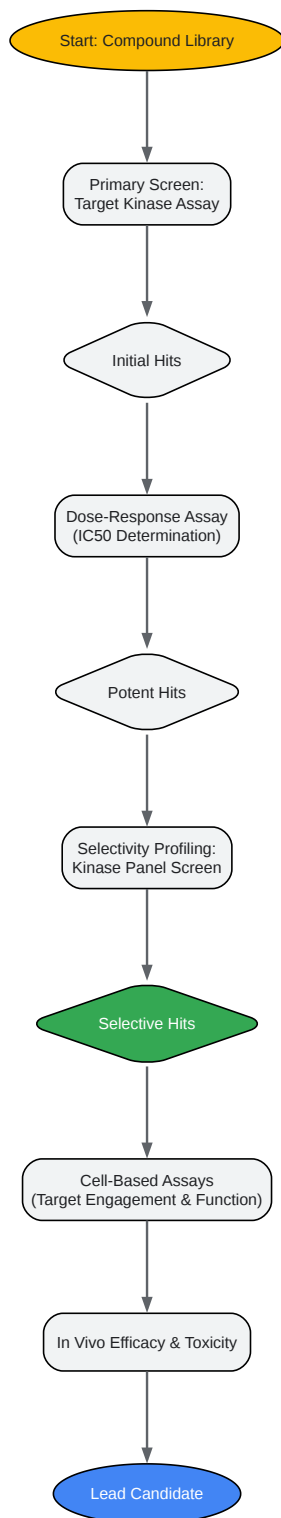 Start: Compound Library
Primary Screen:
Target Kinase Assay
Initial Hits
Dose-Response Assay
(IC50 Determination)
Potent Hits
Selectivity Profiling:
Kinase Panel Screen
Selective Hits
Cell-Based Assays
(Target Engagement & Function)
In Vivo Efficacy & Toxicity
Lead Candidate